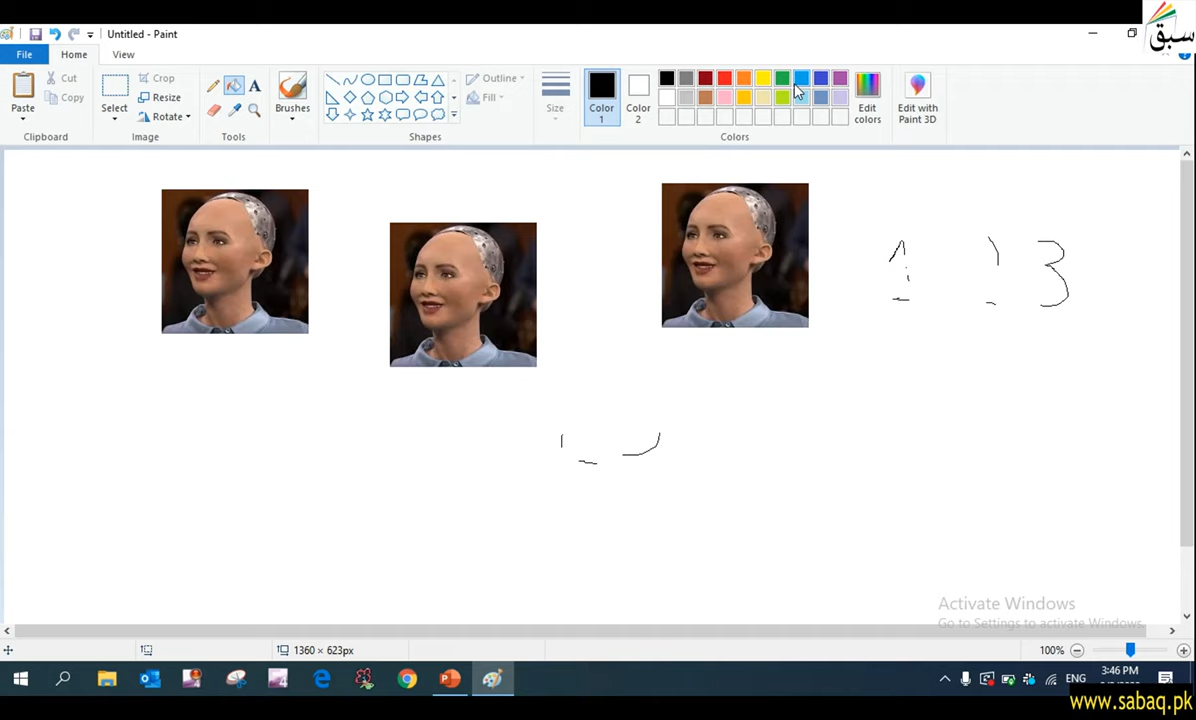 سبق
Untitled - Paint
File Home View
Paste
Cut
Copy
Clipboard
Select
Crop
Resize
Rotate
Image
A
Tools
Brushes
Shapes
Outline
Fill
Size
Color 1
Color 2
Colors
Edit colors
Edit with Paint 3D
3
Activate Windows
Go to Settings to activate Windows.
1360 × 623px
100%
ENG
3:46 PM
www.sabaq.pk